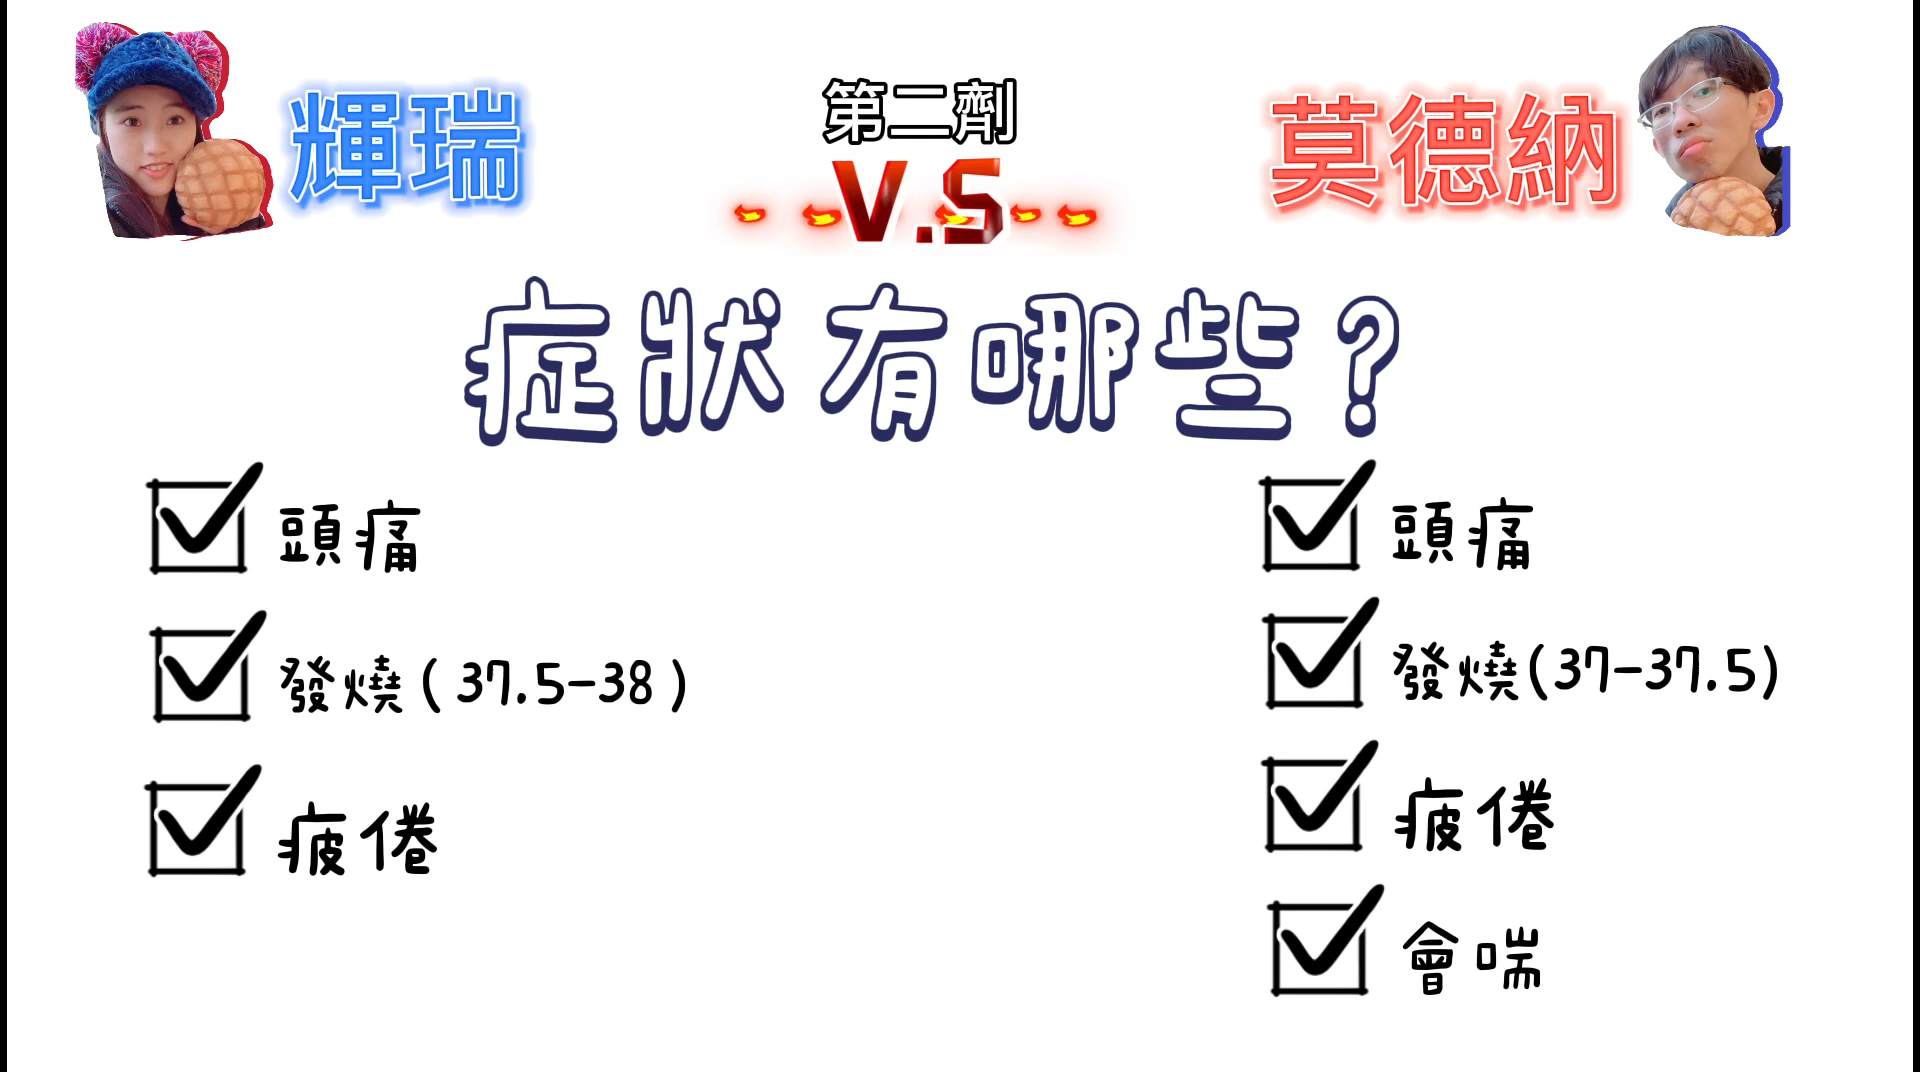 輝瑞
第二劑
V.S
莫德納
症狀有哪些?
頭痛
發燒(37.5-38)
疲倦
頭痛
發燒(37-37.5)
疲倦
會喘